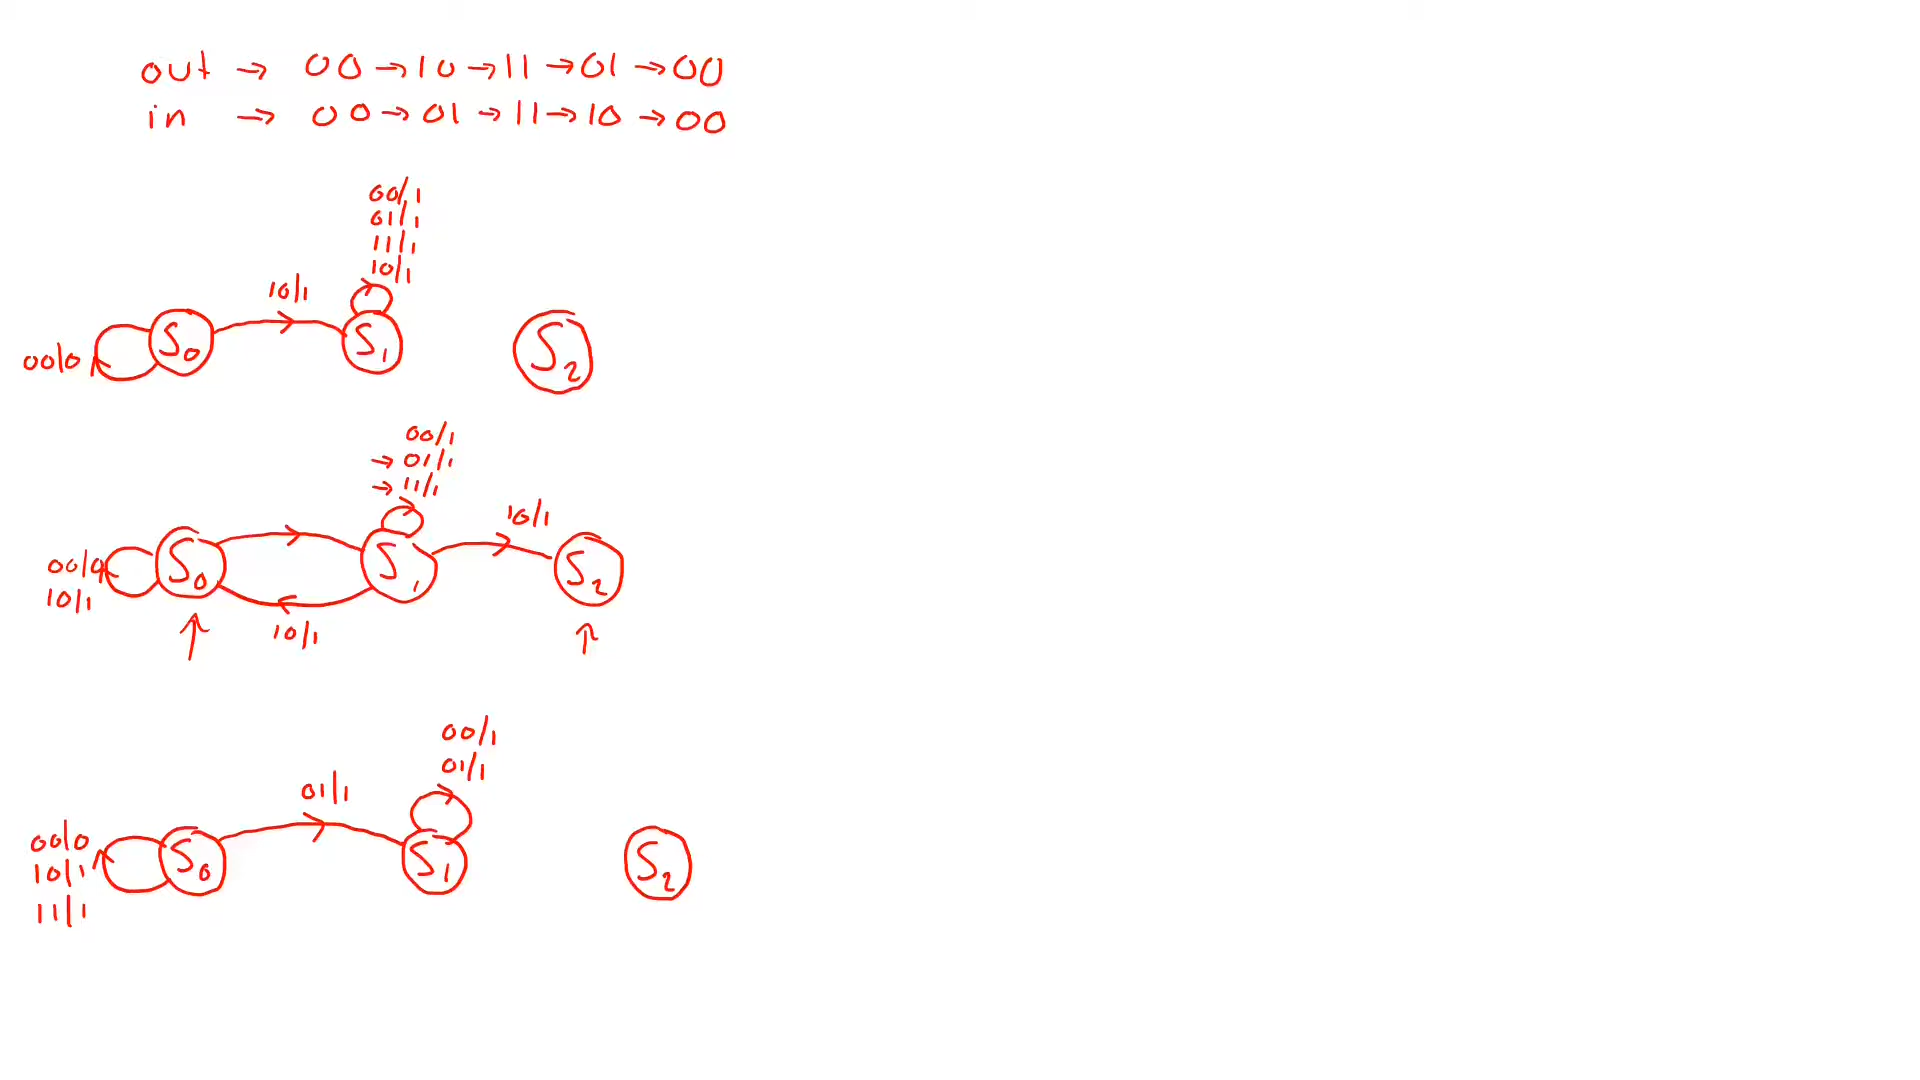 out → 00 → 10 → 11 → 01 → 00
in → 00 → 01 → 11 → 10 → 00
00/1
01/1
11/1
10/1
10/1
00/0
S0
S1
S2
00/1
→ 01/1
→ 11/1
10/1
00/0
10/1
S0
S1
S2
10/1
00/1
01/1
01/1
00/0
10/1
11/1
S0
S1
S2